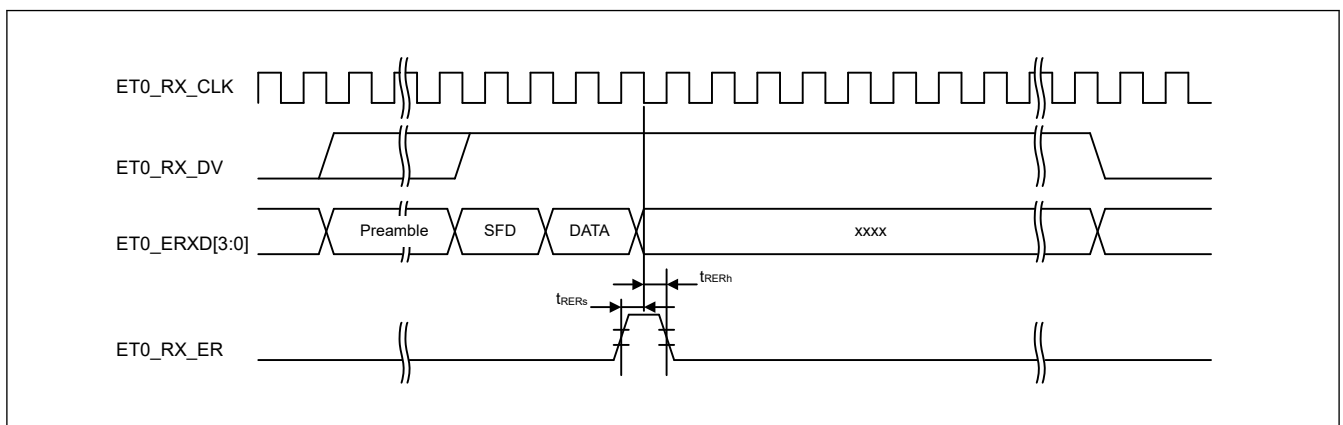 ET0_RX_CLK
ET0_RX_DV
ET0_ERXD[3:0]
Preamble SFD DATA xxxx
tRERh
tRERs
ET0_RX_ER